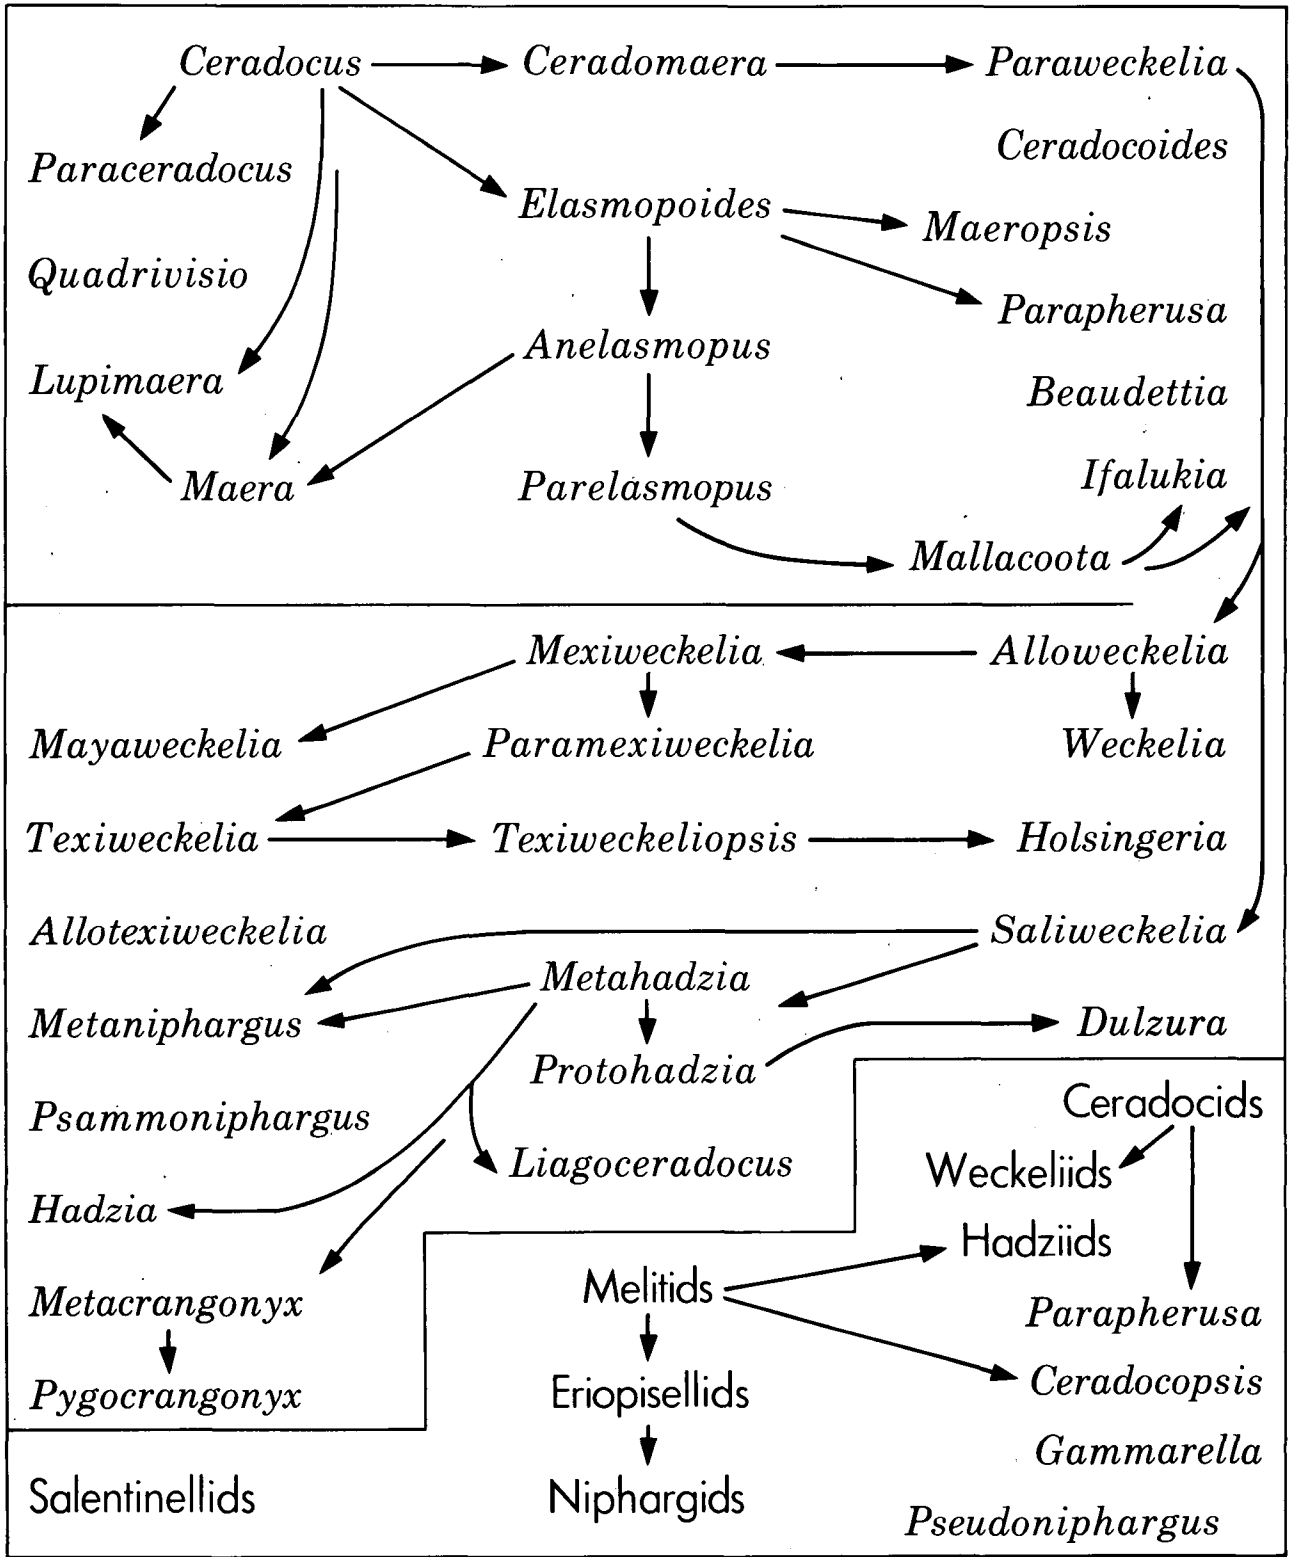 Ceradocus Ceradomaera Paraweckelia
Ceradocoides
Paraceradocus
Elasmopoides
Maeropsis
Quadrivisio
Parapherusa
Anelasmopus
Lupimaera
Beaudettia
Ifalukia
Maera Parelasmopus
Mallacoota
Mexiweckelia Alloweckelia
Mayaweckelia Paramexiweckelia Weckelia
Texiweckelia Texiweckeliopsis Holsingeria
Allotexiweckelia Saliweckelia
Metahadzia
Metaniphargus Dulzura
Protohadzia
Ceradocids
Psammoniphargus
Liagoceradocus Weckeliids
Hadzia
Hadziids
Melitids
Metacrangonyx Parapherusa
Ceradocopsis
Pygocrangonyx Eriopisellids
Gammarella
Salentinellids Niphargids
Pseudoniphargus